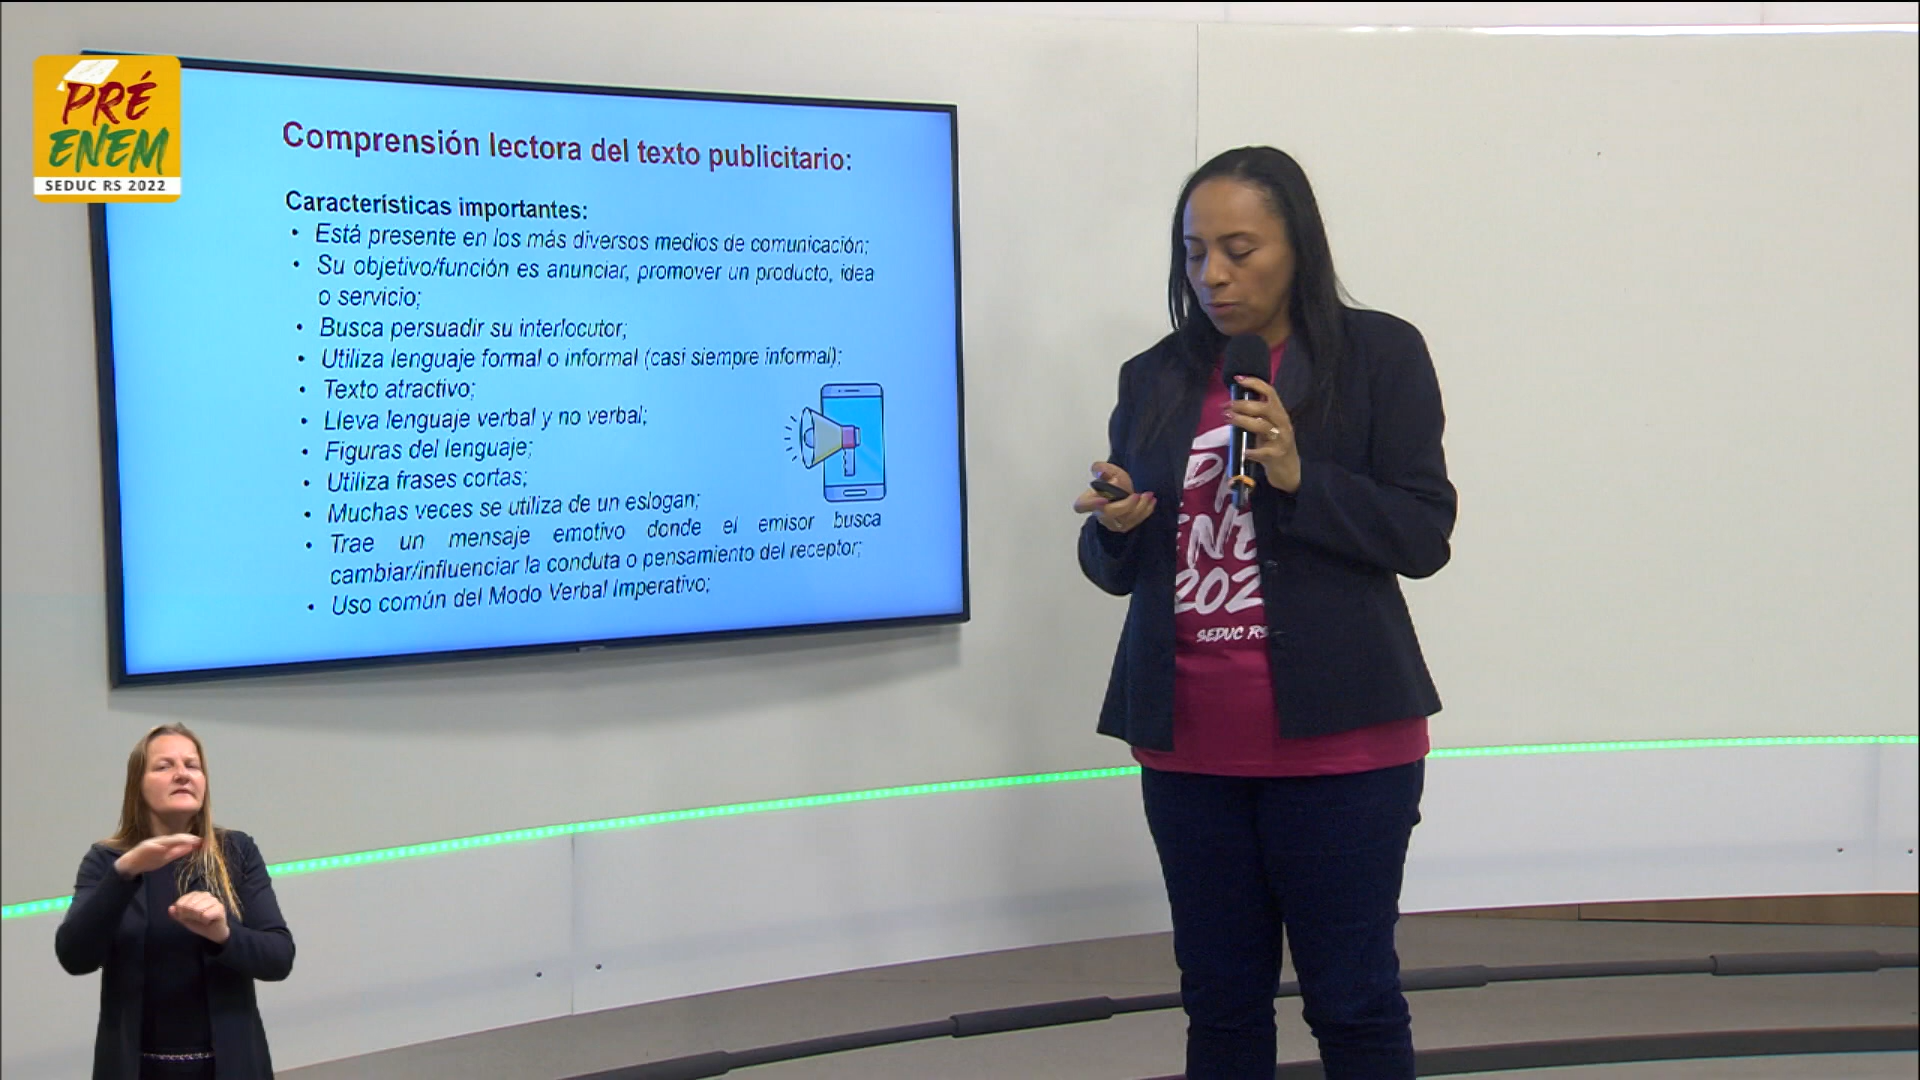 PRÉ
ENEM
SEDUC RS 2022
Comprensión lectora del texto publicitario:
Características importantes:
• Está presente en los más diversos medios de comunicación;
• Su objetivo/función es anunciar, promover un producto, idea
o servicio;
• Busca persuadir su interlocutor;
• Utiliza lenguaje formal o informal (casi siempre informal);
• Texto atractivo;
• Lleva lenguaje verbal y no verbal;
• Figuras del lenguaje;
• Utiliza frases cortas;
• Muchas veces se utiliza de un eslogan;
• Trae un mensaje emotivo donde el emisor busca
cambiar/influenciar la conduta o pensamiento del receptor;
• Uso común del Modo Verbal Imperativo;
SEDUC RS